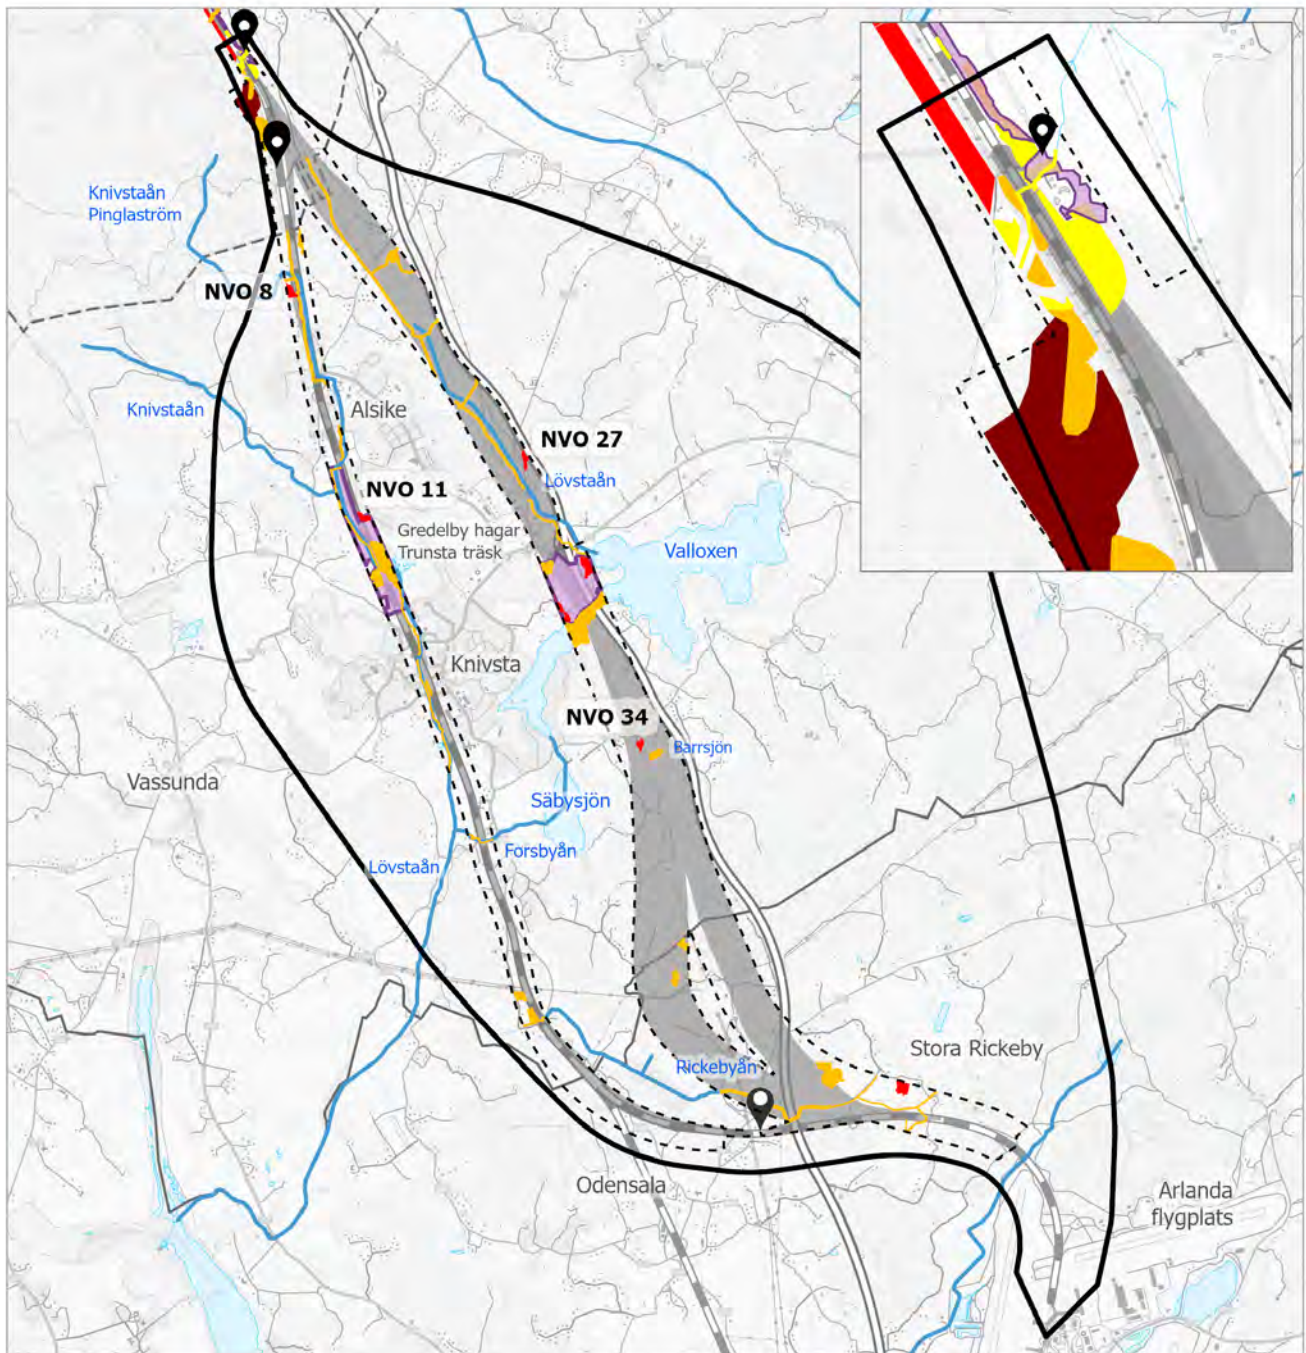 Knivstaån
Pinglaström
NVO 8
Knivstaån
Alsike
NVO 27
Lövstaån
NVO 11
Gredelby hagar
Trunsta träsk
Valloxen
Knivsta
NVO 34
Barrsjön
Vassunda
Säbysjön
Forsbyån
Lövstaån
Stora Rickeby
Rickebyån
Odensala
Arlanda
flygplats